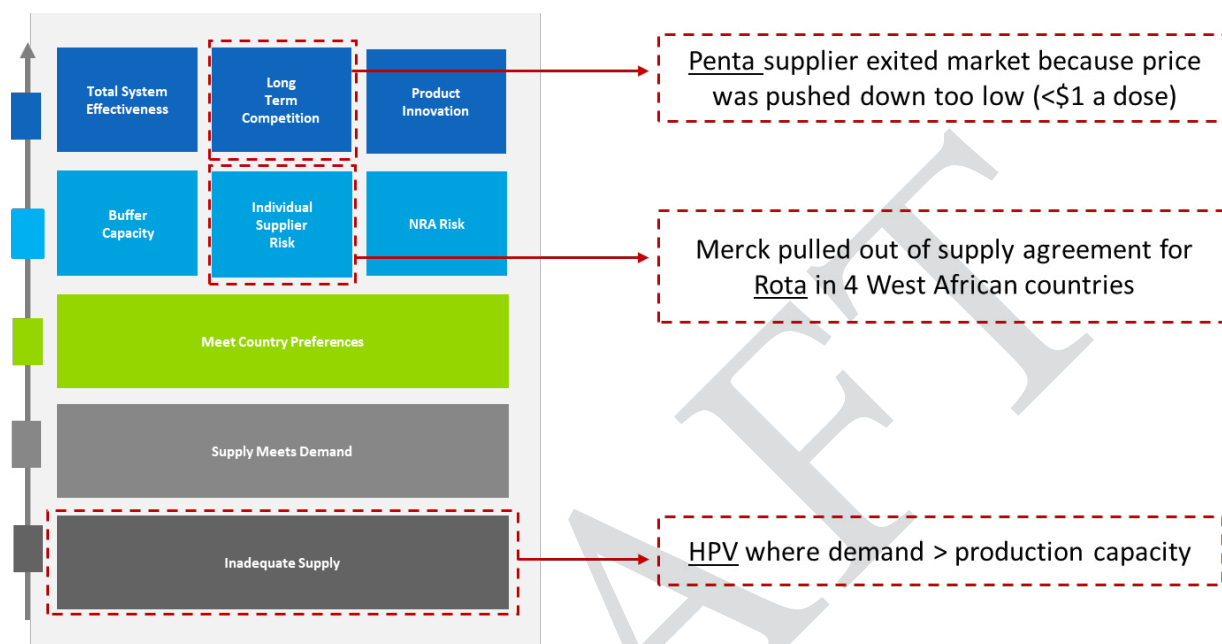 Total System
Effectiveness
Long
Term
Competition
Product
Innovation
Penta supplier exited market because price
was pushed down too low (<$1 a dose)
Buffer
Capacity
Individual
Supplier
Risk
NRA Risk
Merck pulled out of supply agreement for
Rota in 4 West African countries
Meet Country Preferences
Supply Meets Demand
Inadequate Supply
HPV where demand > production capacity
AFT